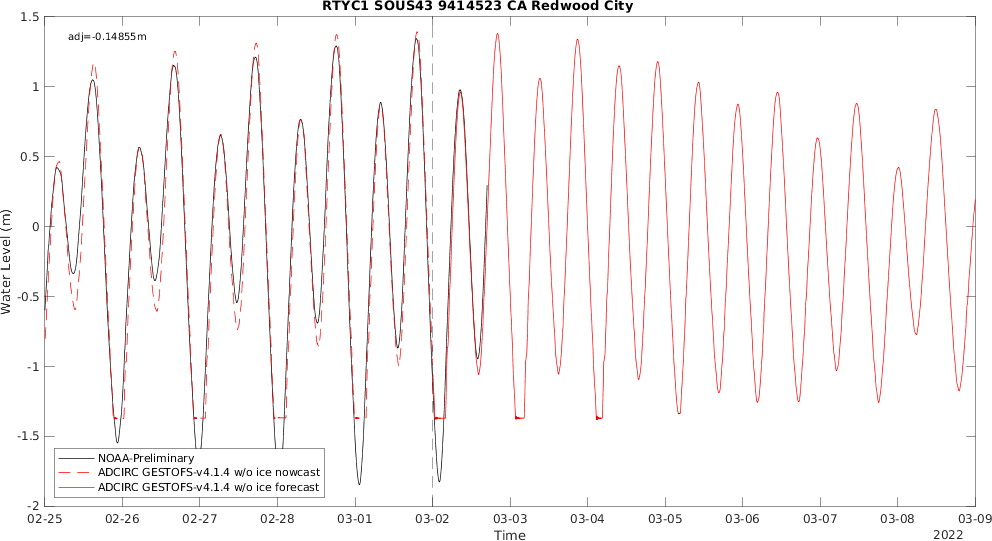 RTYC1 SOUS43 9414523 CA Redwood City
adj=-0.14855m
Water Level (m)
1.5
1
0.5
0
-0.5
-1
-1.5
-2
NOAA-Preliminary
ADCIRC GESTOFS-v4.1.4 w/o ice nowcast
ADCIRC GESTOFS-v4.1.4 w/o ice forecast
02-25 02-26 02-27 02-28 03-01 03-02 03-03 03-04 03-05 03-06 03-07 03-08 03-09
Time
2022